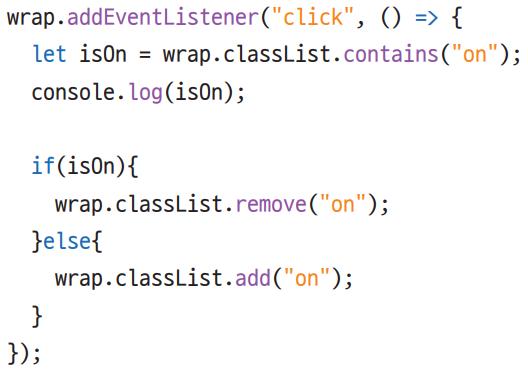 wrap.addEventListener("click", () => {
  let isOn = wrap.classList.contains("on");
  console.log(isOn);

  if(isOn){
    wrap.classList.remove("on");
  }else{
    wrap.classList.add("on");
  }
});